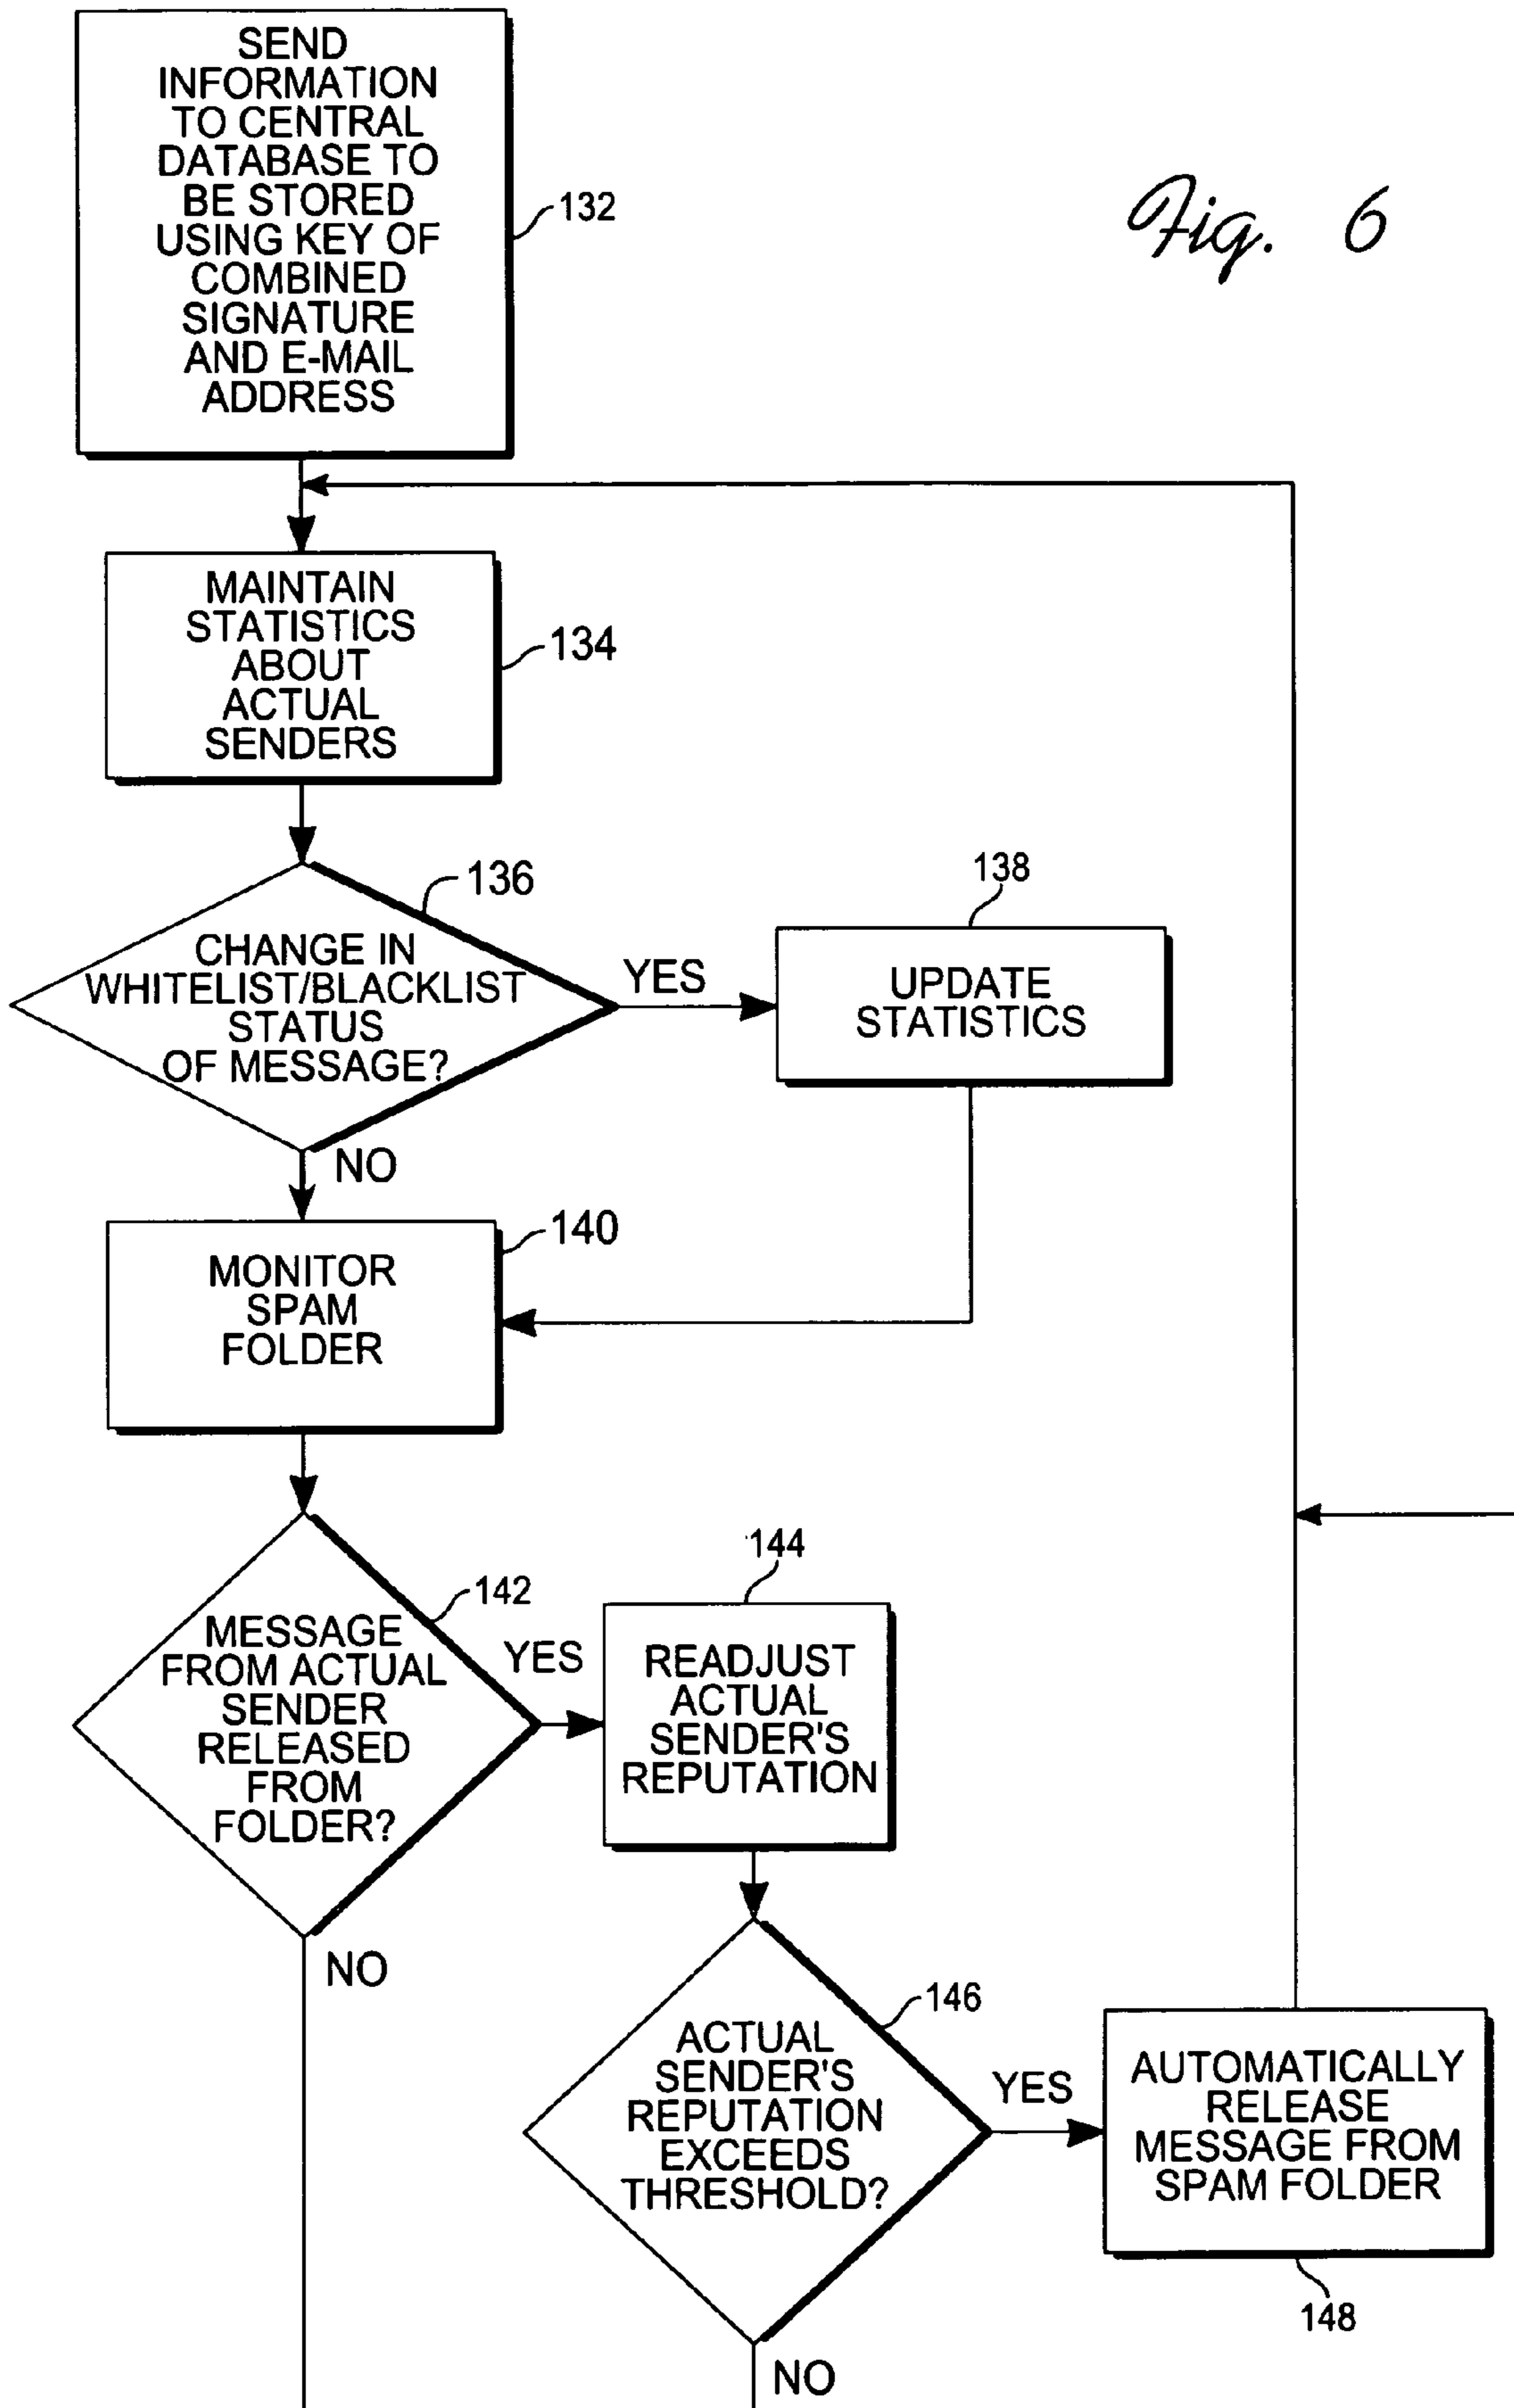 SEND
INFORMATION
TO CENTRAL
DATABASE TO
BE STORED
USING KEY OF
COMBINED
SIGNATURE
AND E-MAIL
ADDRESS
132
Fig. 6
MAINTAIN
STATISTICS
ABOUT
ACTUAL
SENDERS
134
136
CHANGE IN
WHITELIST/BLACKLIST
STATUS
OF MESSAGE?
YES
138
UPDATE
STATISTICS
NO
140
MONITOR
SPAM
FOLDER
142
MESSAGE
FROM ACTUAL
SENDER
RELEASED
FROM
FOLDER?
YES
144
READJUST
ACTUAL
SENDER'S
REPUTATION
NO
146
ACTUAL
SENDER'S
REPUTATION
EXCEEDS
THRESHOLD?
YES
AUTOMATICALLY
RELEASE
MESSAGE FROM
SPAM FOLDER
148
NO